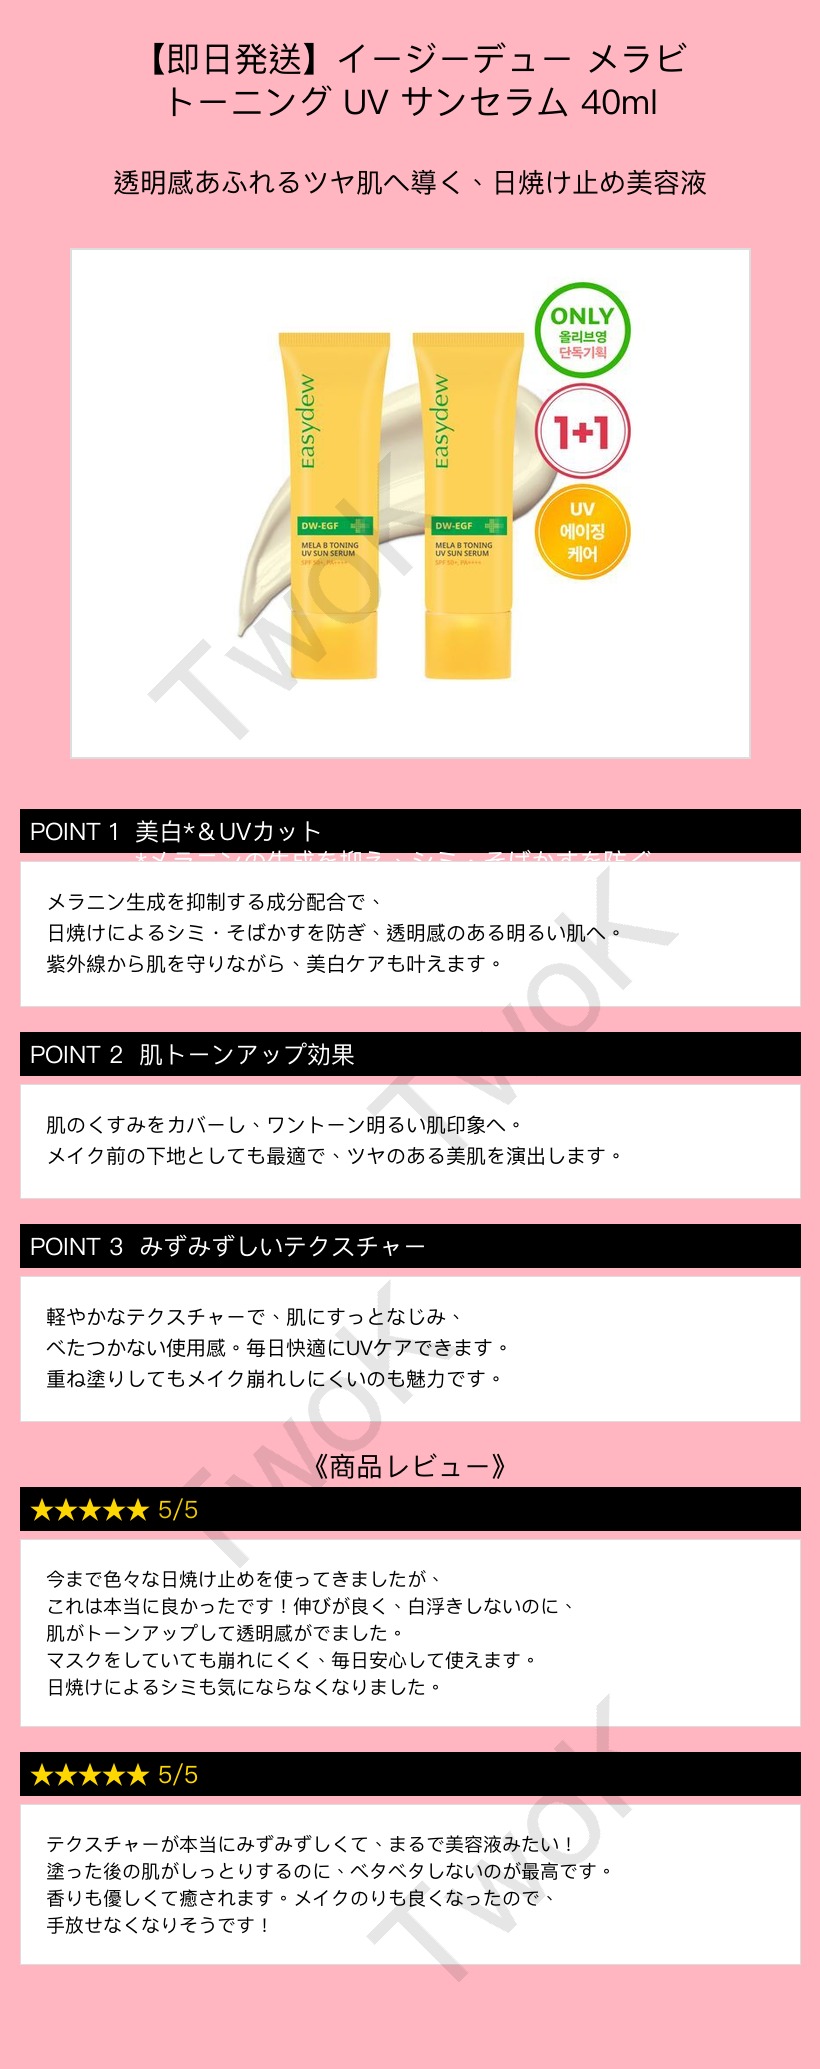 【即日発送】イージーデュー メラビ
トーニング UV サンセラム 40ml
透明感あふれるツヤ肌へ導く、日焼け止め美容液
ONLY
올리브영
단독기획
1+1
UV
에이징
케어
Easydew
DW-EGF
MELA B TONING
UV SUN SERUM
SPF 50+, PA++++
Easydew
DW-EGF
MELA B TONING
UV SUN SERUM
SPF 50+, PA++++
TwoK
POINT 1 美白*＆UVカット
*メラニンの生成を抑え、シミ・そばかすを防ぐ
メラニン生成を抑制する成分配合で、
日焼けによるシミ・そばかすを防ぎ、透明感のある明るい肌へ。
紫外線から肌を守りながら、美白ケアも叶えます。
TwoK
POINT 2 肌トーンアップ効果
肌のくすみをカバーし、ワントーン明るい肌印象へ。
メイク前の下地としても最適で、ツヤのある美肌を演出します。
POINT 3 みずみずしいテクスチャー
軽やかなテクスチャーで、肌にすっとなじみ、
べたつかない使用感。毎日快適にUVケアできます。
重ね塗りしてもメイク崩れしにくいのも魅力です。
TwoK
《商品レビュー》
★★★★★ 5/5
今まで色々な日焼け止めを使ってきましたが、
これは本当に良かったです！伸びが良く、白浮きしないのに、
肌がトーンアップして透明感がでました。
マスクをしていても崩れにくく、毎日安心して使えます。
日焼けによるシミも気にならなくなりました。
★★★★★ 5/5
テクスチャーが本当にみずみずしくて、まるで美容液みたい！
塗った後の肌がしっとりするのに、ベタベタしないのが最高です。
香りも優しくて癒されます。メイクのりも良くなったので、
手放せなくなりそうです！
TwoK